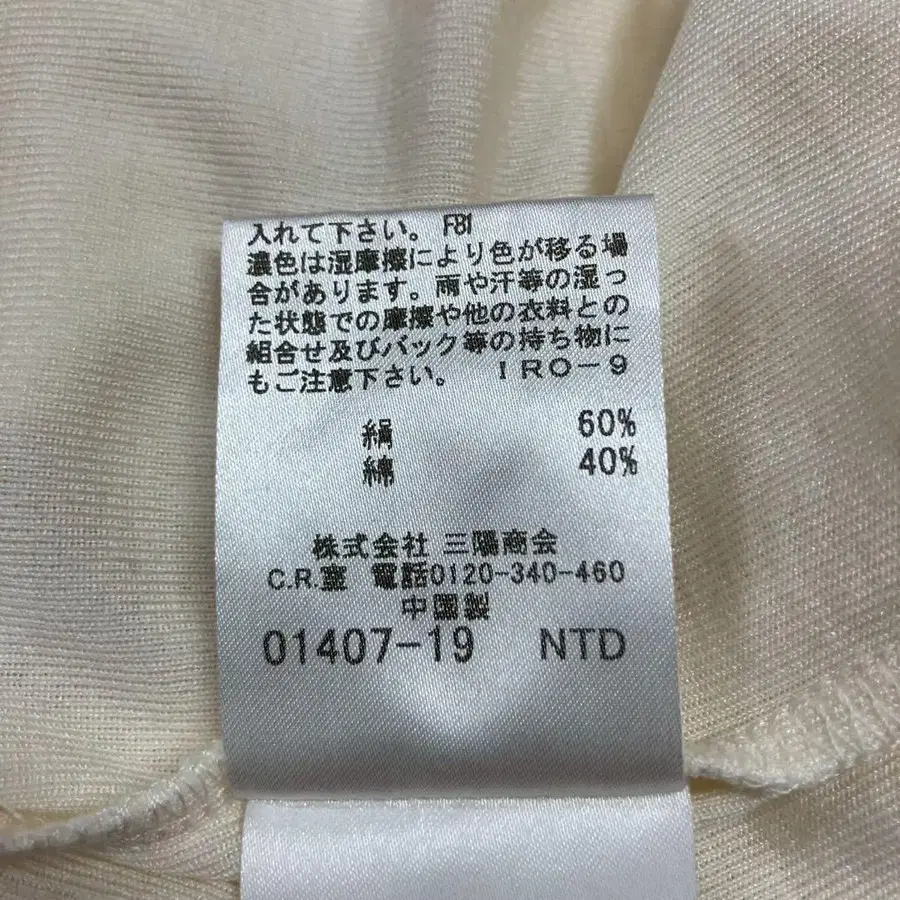 入れて下さい。 F81
濃色は湿摩擦により色が移る場
合があります。雨や汗等の湿っ
た状態での摩擦や他の衣料との
組合せ及びバック等の持ち物に
もご注意下さい。 IRO-9
絹 60%
綿 40%
株式会社 三陽商会
C.R.室 電話0120-340-460
中国製
01407-19 NTD